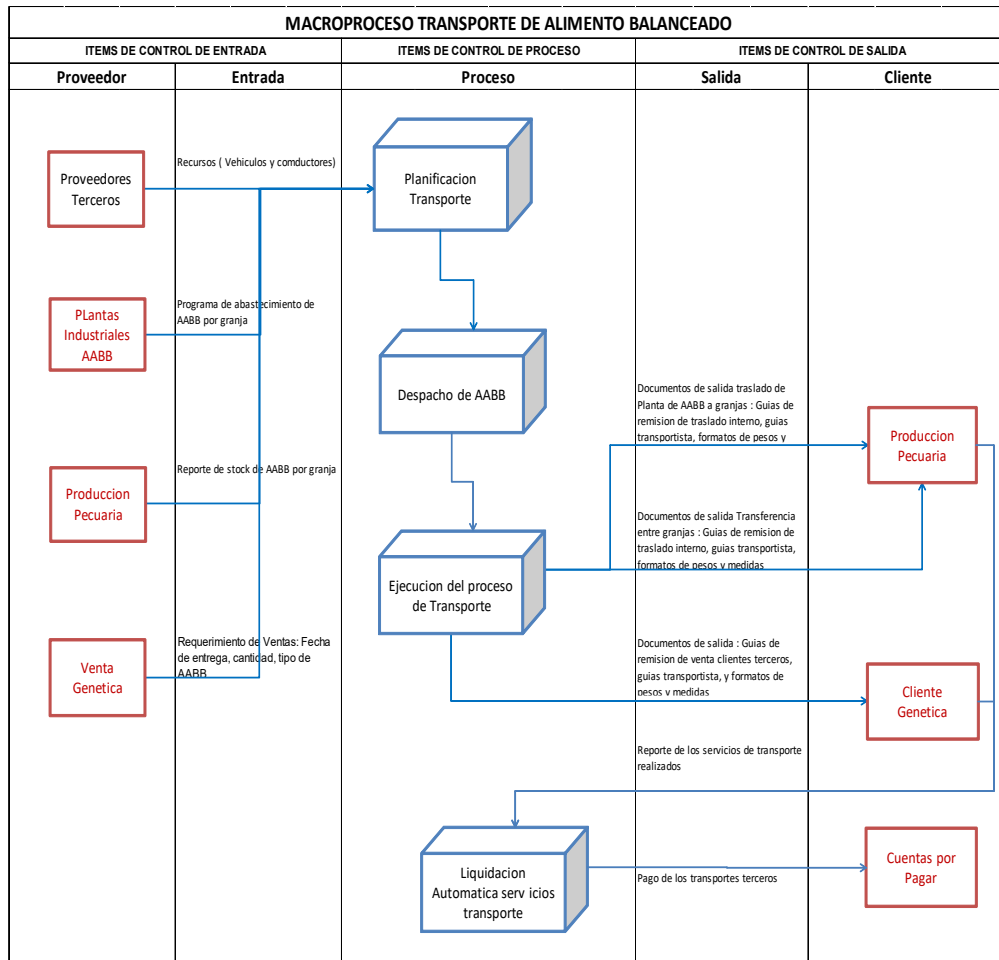 MACROPROCESO TRANSPORTE DE ALIMENTO BALANCEADO
ITEMS DE CONTROL DE ENTRADA
ITEMS DE CONTROL DE PROCESO
ITEMS DE CONTROL DE SALIDA
Proveedor
Entrada
Proceso
Salida
Cliente
Proveedores
Terceros
Recursos ( Vehiculos y comductores)
Planificacion
Transporte
PLantas
Industriales
AABB
Programa de abastecimiento de
AABB por granja
Despacho de AABB
Documentos de salida traslado de
Planta de AABB a granjas : Guias de
remision de traslado interno, guias
transportista, formatos de pesos y
Produccion
Pecuaria
Produccion
Pecuaria
Reporte de stock de AABB por granja
Ejecucion del proceso
de Transporte
Documentos de salida Transferencia
entre granjas : Guias de remision de
traslado interno, guias transportista,
formatos de pesos y medidas
Venta
Genetica
Requerimiento de Ventas: Fecha
de entrega, cantidad, tipo de
AABB
Documentos de salida : Guias de
remision de venta clientes terceros,
guias transportista, y formatos de
pesos y medidas
Cliente
Genetica
Reporte de los servicios de transporte
realizados
Liquidacion
Automatica serv icios
transporte
Pago de los transportes terceros
Cuentas por
Pagar